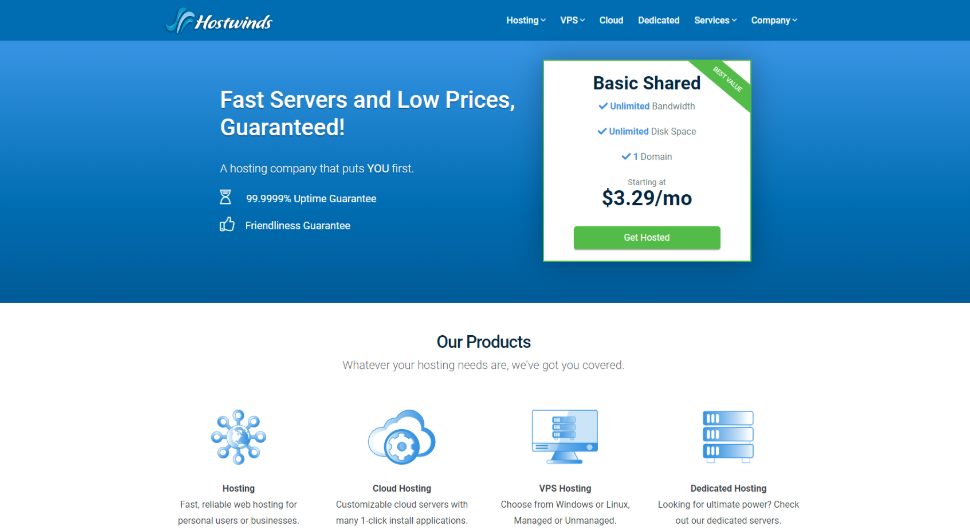 Hostwinds
Hosting VPS Cloud Dedicated Services Company
Fast Servers and Low Prices,
Guaranteed!
A hosting company that puts YOU first.
99.9999% Uptime Guarantee
Friendliness Guarantee
BEST VALUE
Basic Shared
Unlimited Bandwidth
Unlimited Disk Space
1 Domain
Starting at
$3.29/mo
Get Hosted
Our Products
Whatever your hosting needs are, we've got you covered.
Hosting
Fast, reliable web hosting for
personal users or businesses.
Cloud Hosting
Customizable cloud servers with
many 1-click install applications.
VPS Hosting
Choose from Windows or Linux,
Managed or Unmanaged.
Dedicated Hosting
Looking for ultimate power? Check
out our dedicated servers.